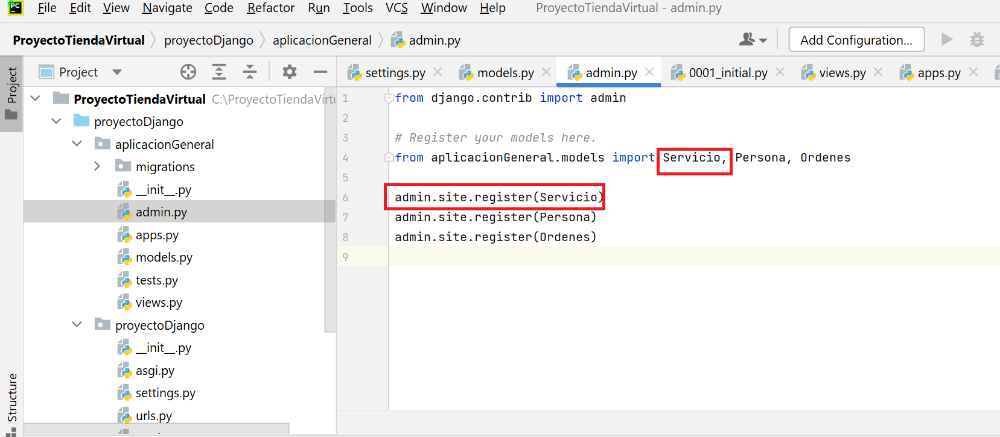 PC File Edit View Navigate Code Refactor Run Tools VCS Window Help ProyectoTiendaVirtual - admin.py
ProyectoTiendaVirtual proyectoDjango aplicacionGeneral admin.py Add Configuration...
Project
Project
settings.py models.py admin.py 0001_initial.py views.py apps.py
ProyectoTiendaVirtual C:\ProyectoTiendaVirtu
proyectoDjango
aplicacionGeneral
migrations
__init__.py
admin.py
apps.py
models.py
tests.py
views.py
proyectoDjango
__init__.py
asgi.py
settings.py
urls.py
Structure
1 from django.contrib import admin
2
3 # Register your models here.
4 from aplicacionGeneral.models import Servicio, Persona, Ordenes
5
6 admin.site.register(Servicio)
7 admin.site.register(Persona)
8 admin.site.register(Ordenes)
9